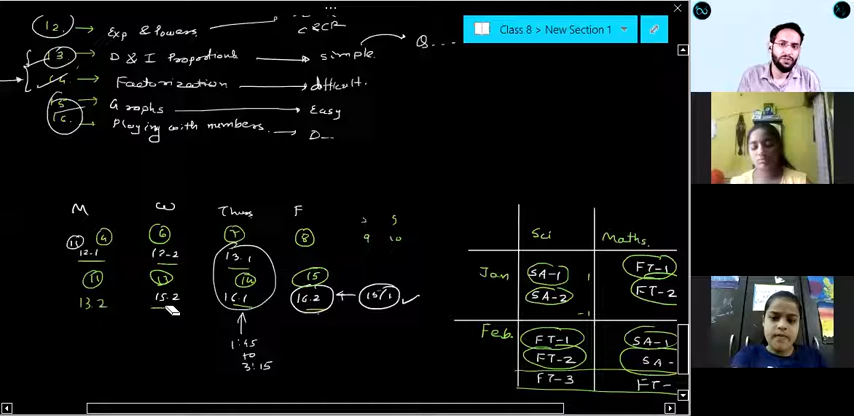 12. → Exp & Powers
13. → D & I Proportions → simple. Q...
14. → Factorization → difficult.
15 → Graphs → Easy
16. → Playing with numbers. → D...
Class.8 > New Section 1
M W Thurs F
11 4 6 7 8 9 10
12.1 12.2 13.1
11 13 14 15
13.2 15.2 16.1 16.2 ← 15/1 ✓
1:45
to
3:15
Sci Maths.
Jan SA-1 FT-1
SA-2 FT-2
Feb. FT-1 SA-1
FT-2 SA-
FT-3 FT-